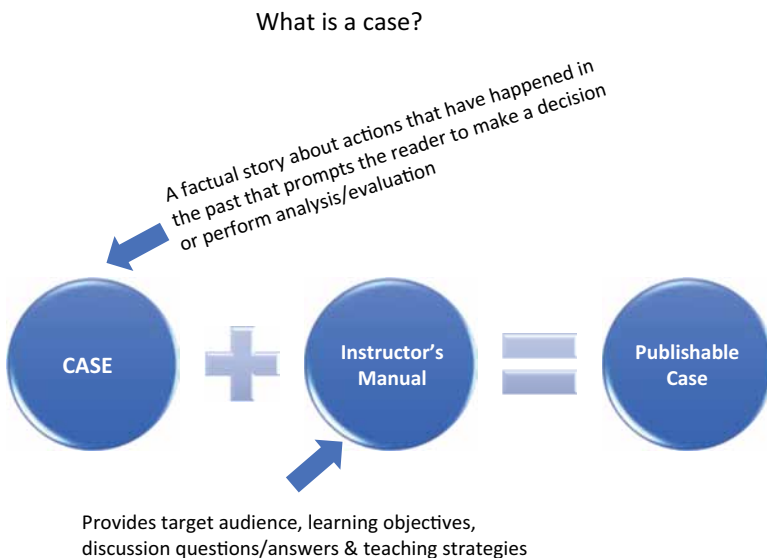 What is a case?
A factual story about actions that have happened in
the past that prompts the reader to make a decision
or perform analysis/evaluation
CASE
Instructor's
Manual
Publishable
Case
Provides target audience, learning objectives,
discussion questions/answers & teaching strategies